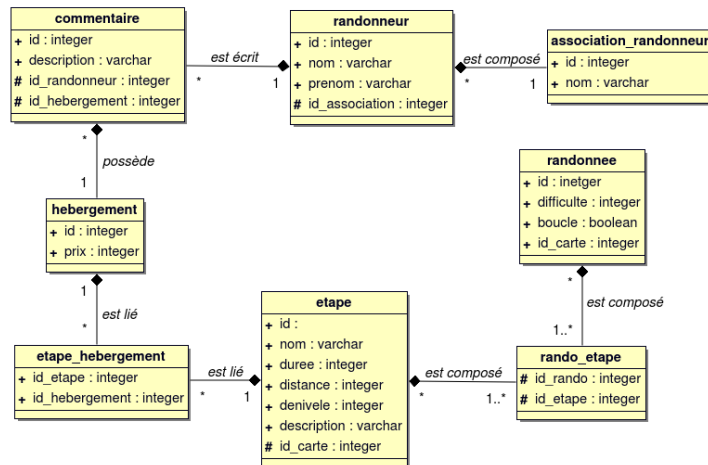 commentaire
+ id : integer
+ description : varchar
# id_randonneur : integer
# id_hebergement : integer
est écrit
*
1
randonneur
+ id : integer
+ nom : varchar
+ prenom : varchar
# id_association : integer
est composé
*
1
association_randonneur
+ id : integer
+ nom : varchar
*
possède
1
hebergement
+ id : integer
+ prix : integer
1
est lié
*
randonnee
+ id : inetger
+ difficulte : integer
+ boucle : boolean
+ id_carte : integer
*
est composé
1..*
etape_hebergement
+ id_etape : integer
+ id_hebergement : integer
est lié
*
1
etape
+ id :
+ nom : varchar
+ duree : integer
+ distance : integer
+ denivele : integer
+ description : varchar
# id_carte : integer
est composé
*
1..*
rando_etape
# id_rando : integer
# id_etape : integer